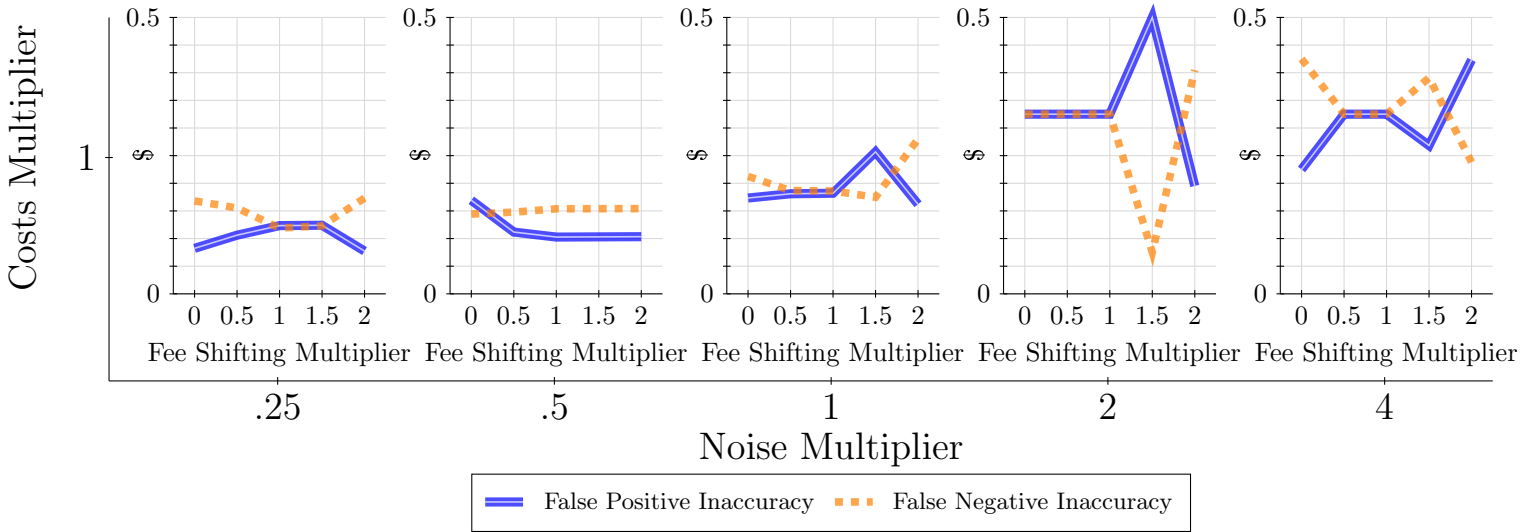 Costs Multiplier
1
0.5
0
$
0 0.5 1 1.5 2
Fee Shifting Multiplier
0.5
0
$
0 0.5 1 1.5 2
Fee Shifting Multiplier
0.5
0
$
0 0.5 1 1.5 2
Fee Shifting Multiplier
0.5
0
$
0 0.5 1 1.5 2
Fee Shifting Multiplier
0.5
0
$
0 0.5 1 1.5 2
Fee Shifting Multiplier
.25 .5 1 2 4
Noise Multiplier
False Positive Inaccuracy False Negative Inaccuracy